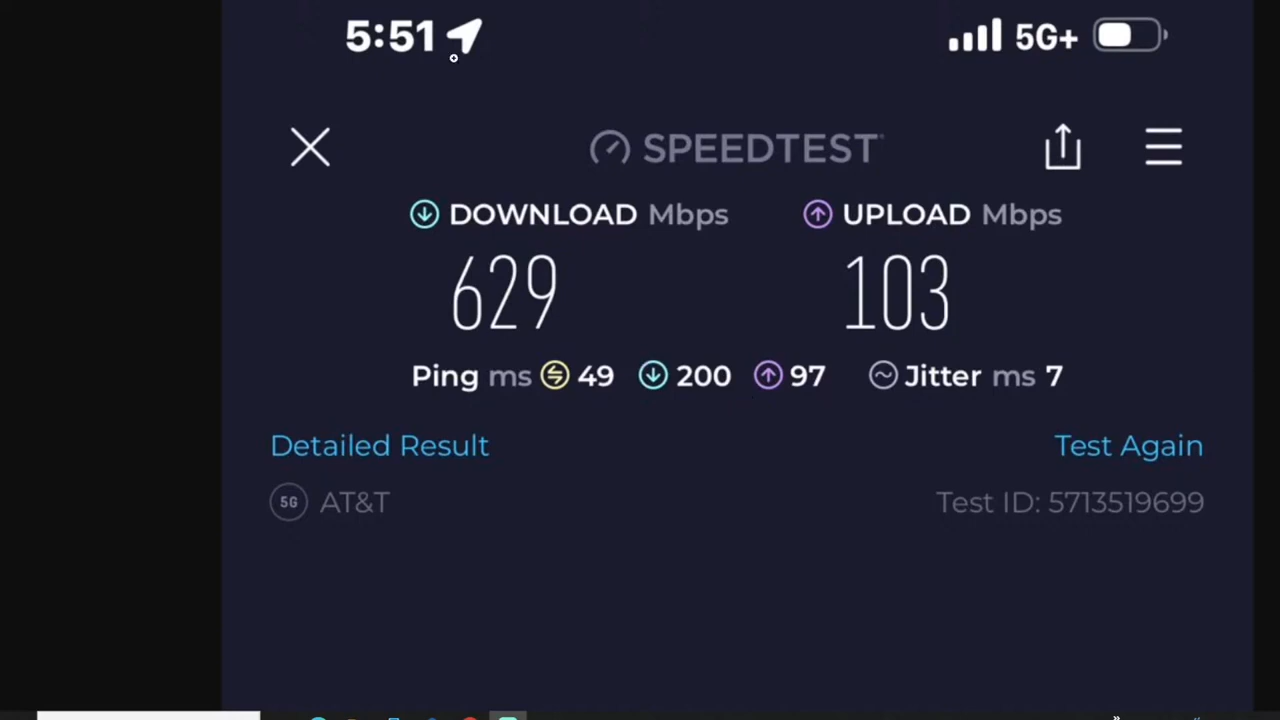 5:51 5G+
SPEEDTEST
DOWNLOAD Mbps UPLOAD Mbps
629 103
Ping ms 49 200 97 Jitter ms 7
Detailed Result Test Again
5G AT&T Test ID: 5713519699